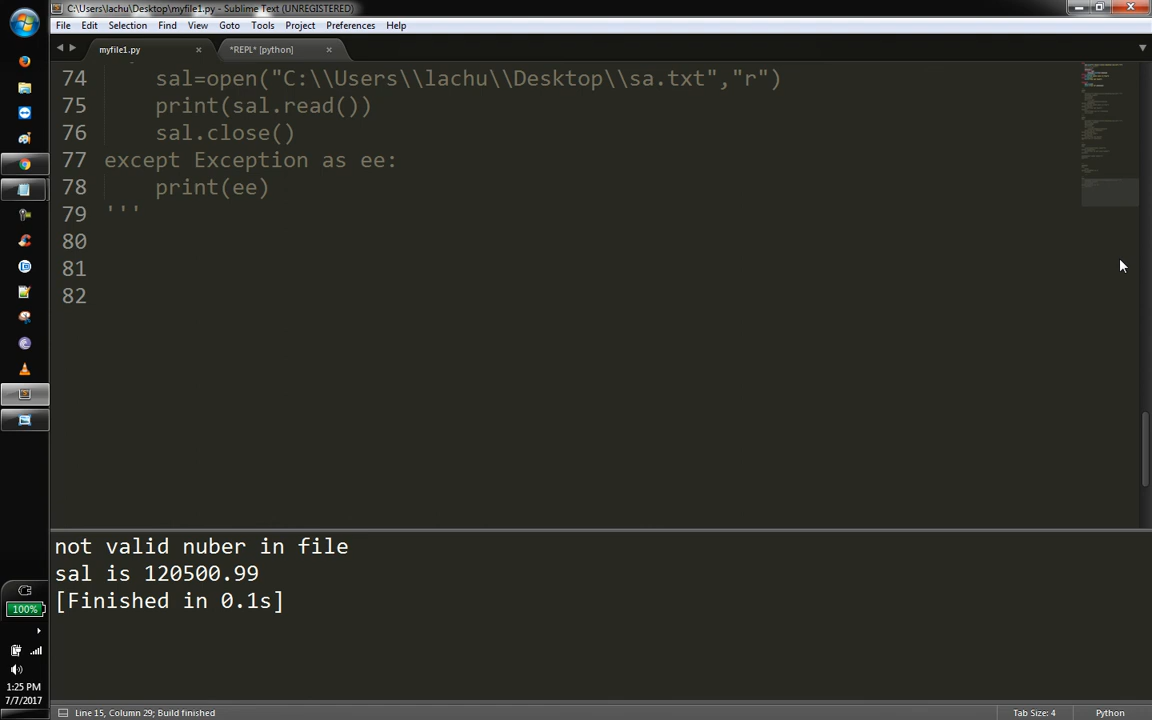 C:\Users\lachu\Desktop\myfile1.py - Sublime Text (UNREGISTERED)
File Edit Selection Find View Goto Tools Project Preferences Help
myfile1.py × *REPL* [python] ×
74 sal=open("C:\\Users\\lachu\\Desktop\\sa.txt","r")
75 print(sal.read())
76 sal.close()
77 except Exception as ee:
78 print(ee)
79 '''
80
81
82
not valid nuber in file
sal is 120500.99
[Finished in 0.1s]
100%
1:25 PM
7/7/2017
Line 15, Column 29; Build finished
Tab Size: 4
Python